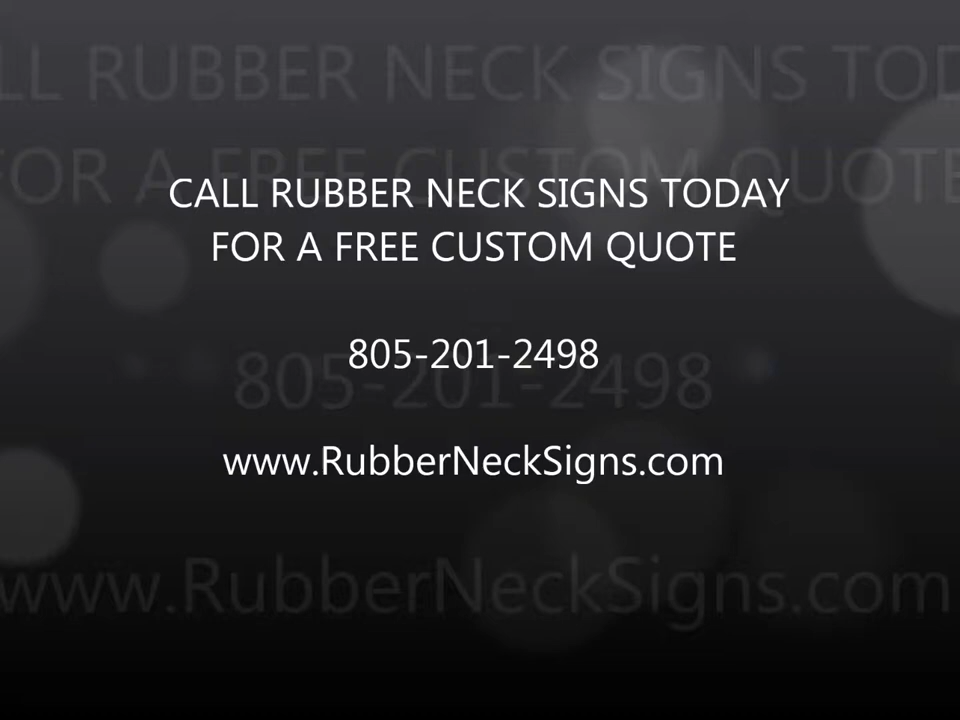 CALL RUBBER NECK SIGNS TODAY
FOR A FREE CUSTOM QUOTE
805-201-2498
www.RubberNeckSigns.com